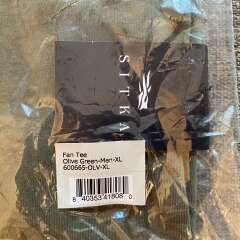 SITKA
Fan Tee
Olive Green-Men-XL
600665-OLV-XL
8 40353 41808 0